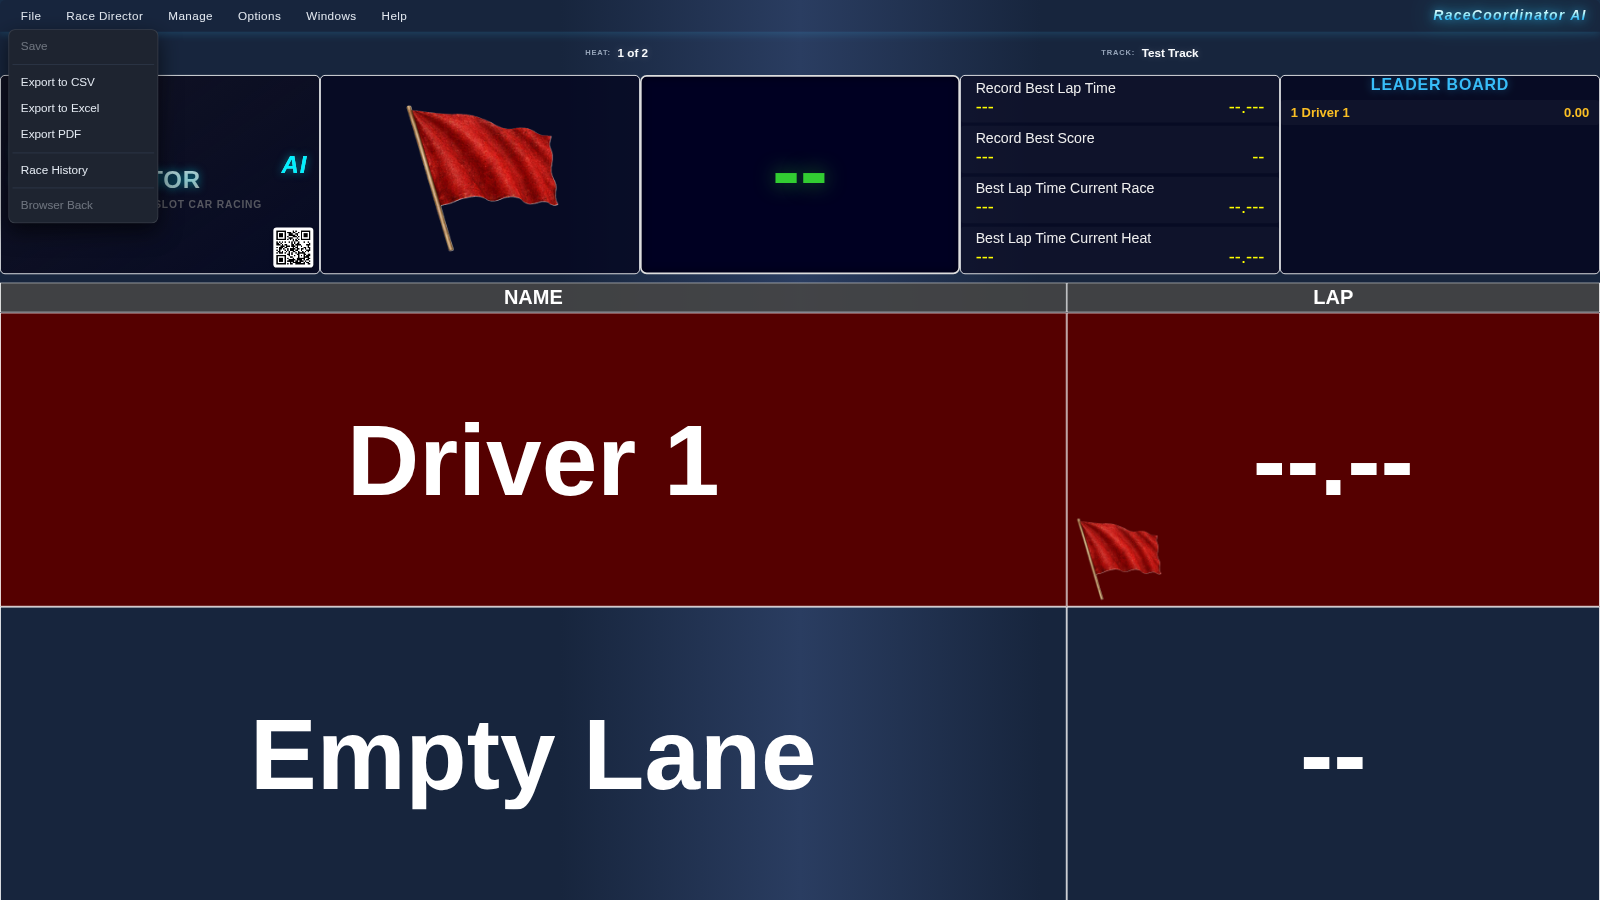 File Race Director Manage Options Windows Help RaceCoordinator AI
Save
Export to CSV
Export to Excel
Export PDF
Race History
Browser Back
HEAT: 1 of 2
TRACK: Test Track
TOR AI
SLOT CAR RACING
--
Record Best Lap Time
--- --.---
Record Best Score
--- --
Best Lap Time Current Race
--- --.---
Best Lap Time Current Heat
--- --.---
LEADER BOARD
1 Driver 1 0.00
NAME LAP
Driver 1 --.--
Empty Lane --